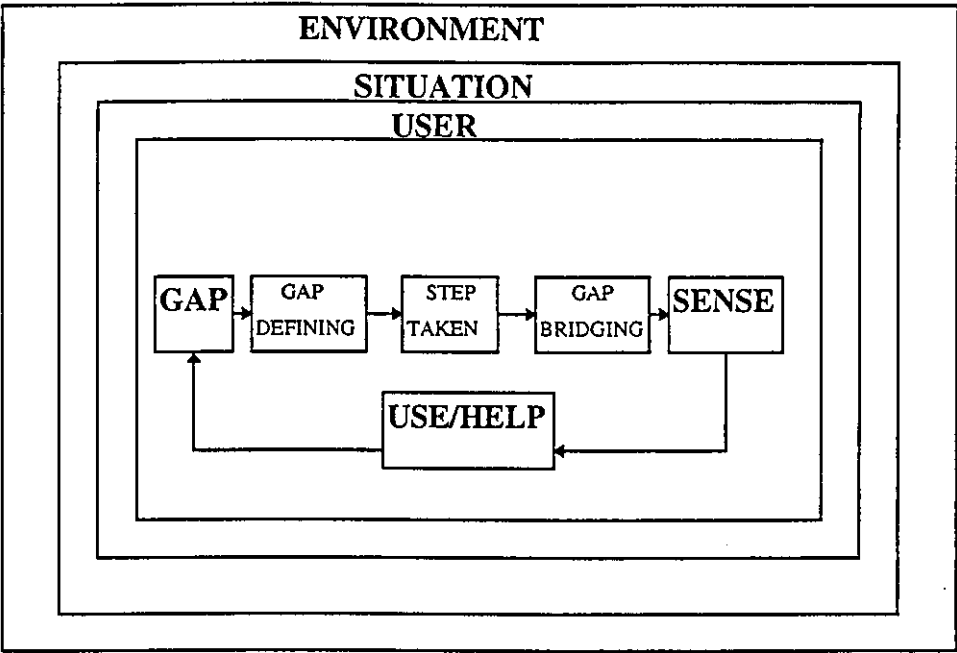 ENVIRONMENT
SITUATION
USER
GAP
GAP
DEFINING
STEP
TAKEN
GAP
BRIDGING
SENSE
USE/HELP